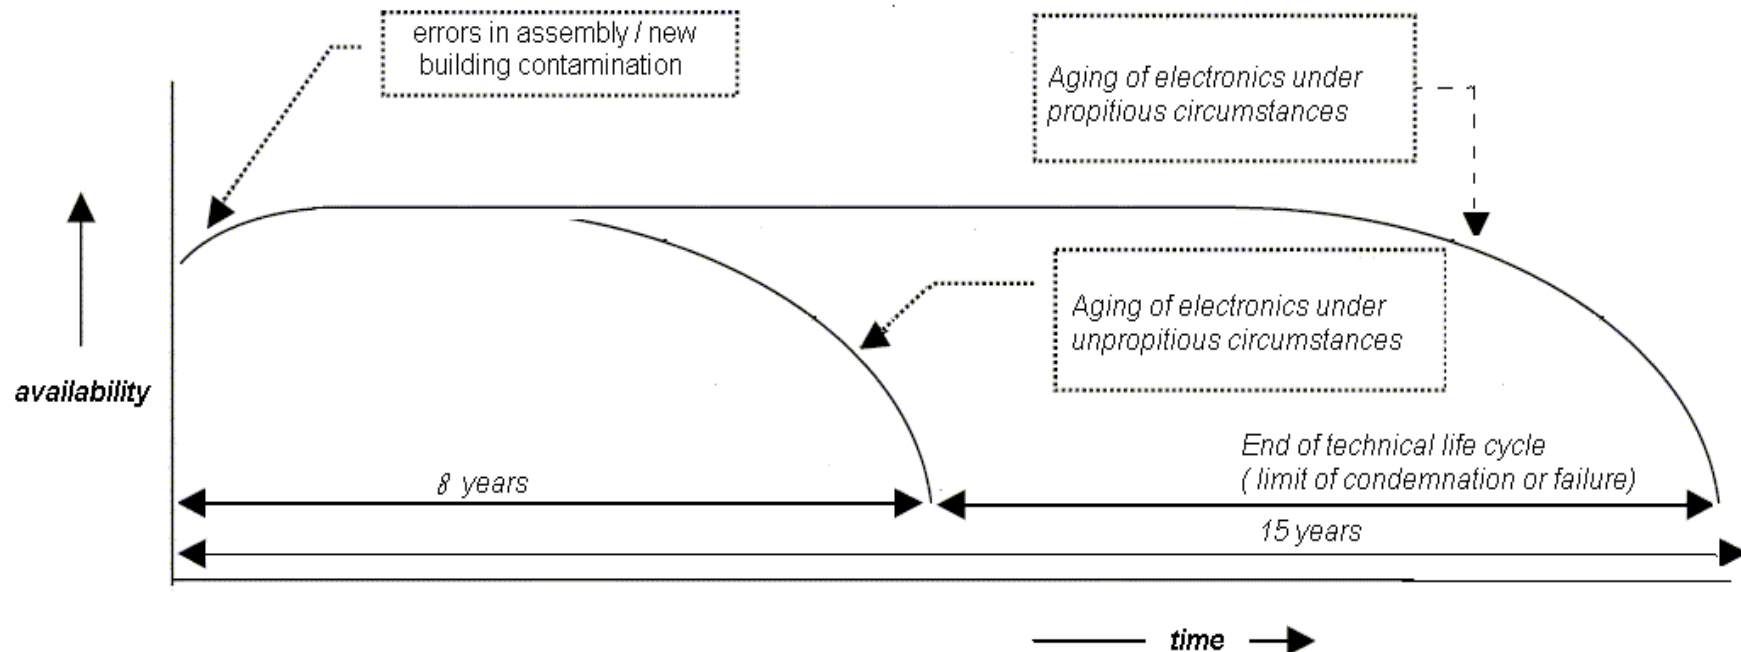 errors in assembly / new
building contamination
Aging of electronics under
propitious circumstances
Aging of electronics under
unpropitious circumstances
availability
End of technical life cycle
( limit of condemnation or failure)
8 years
15 years
time